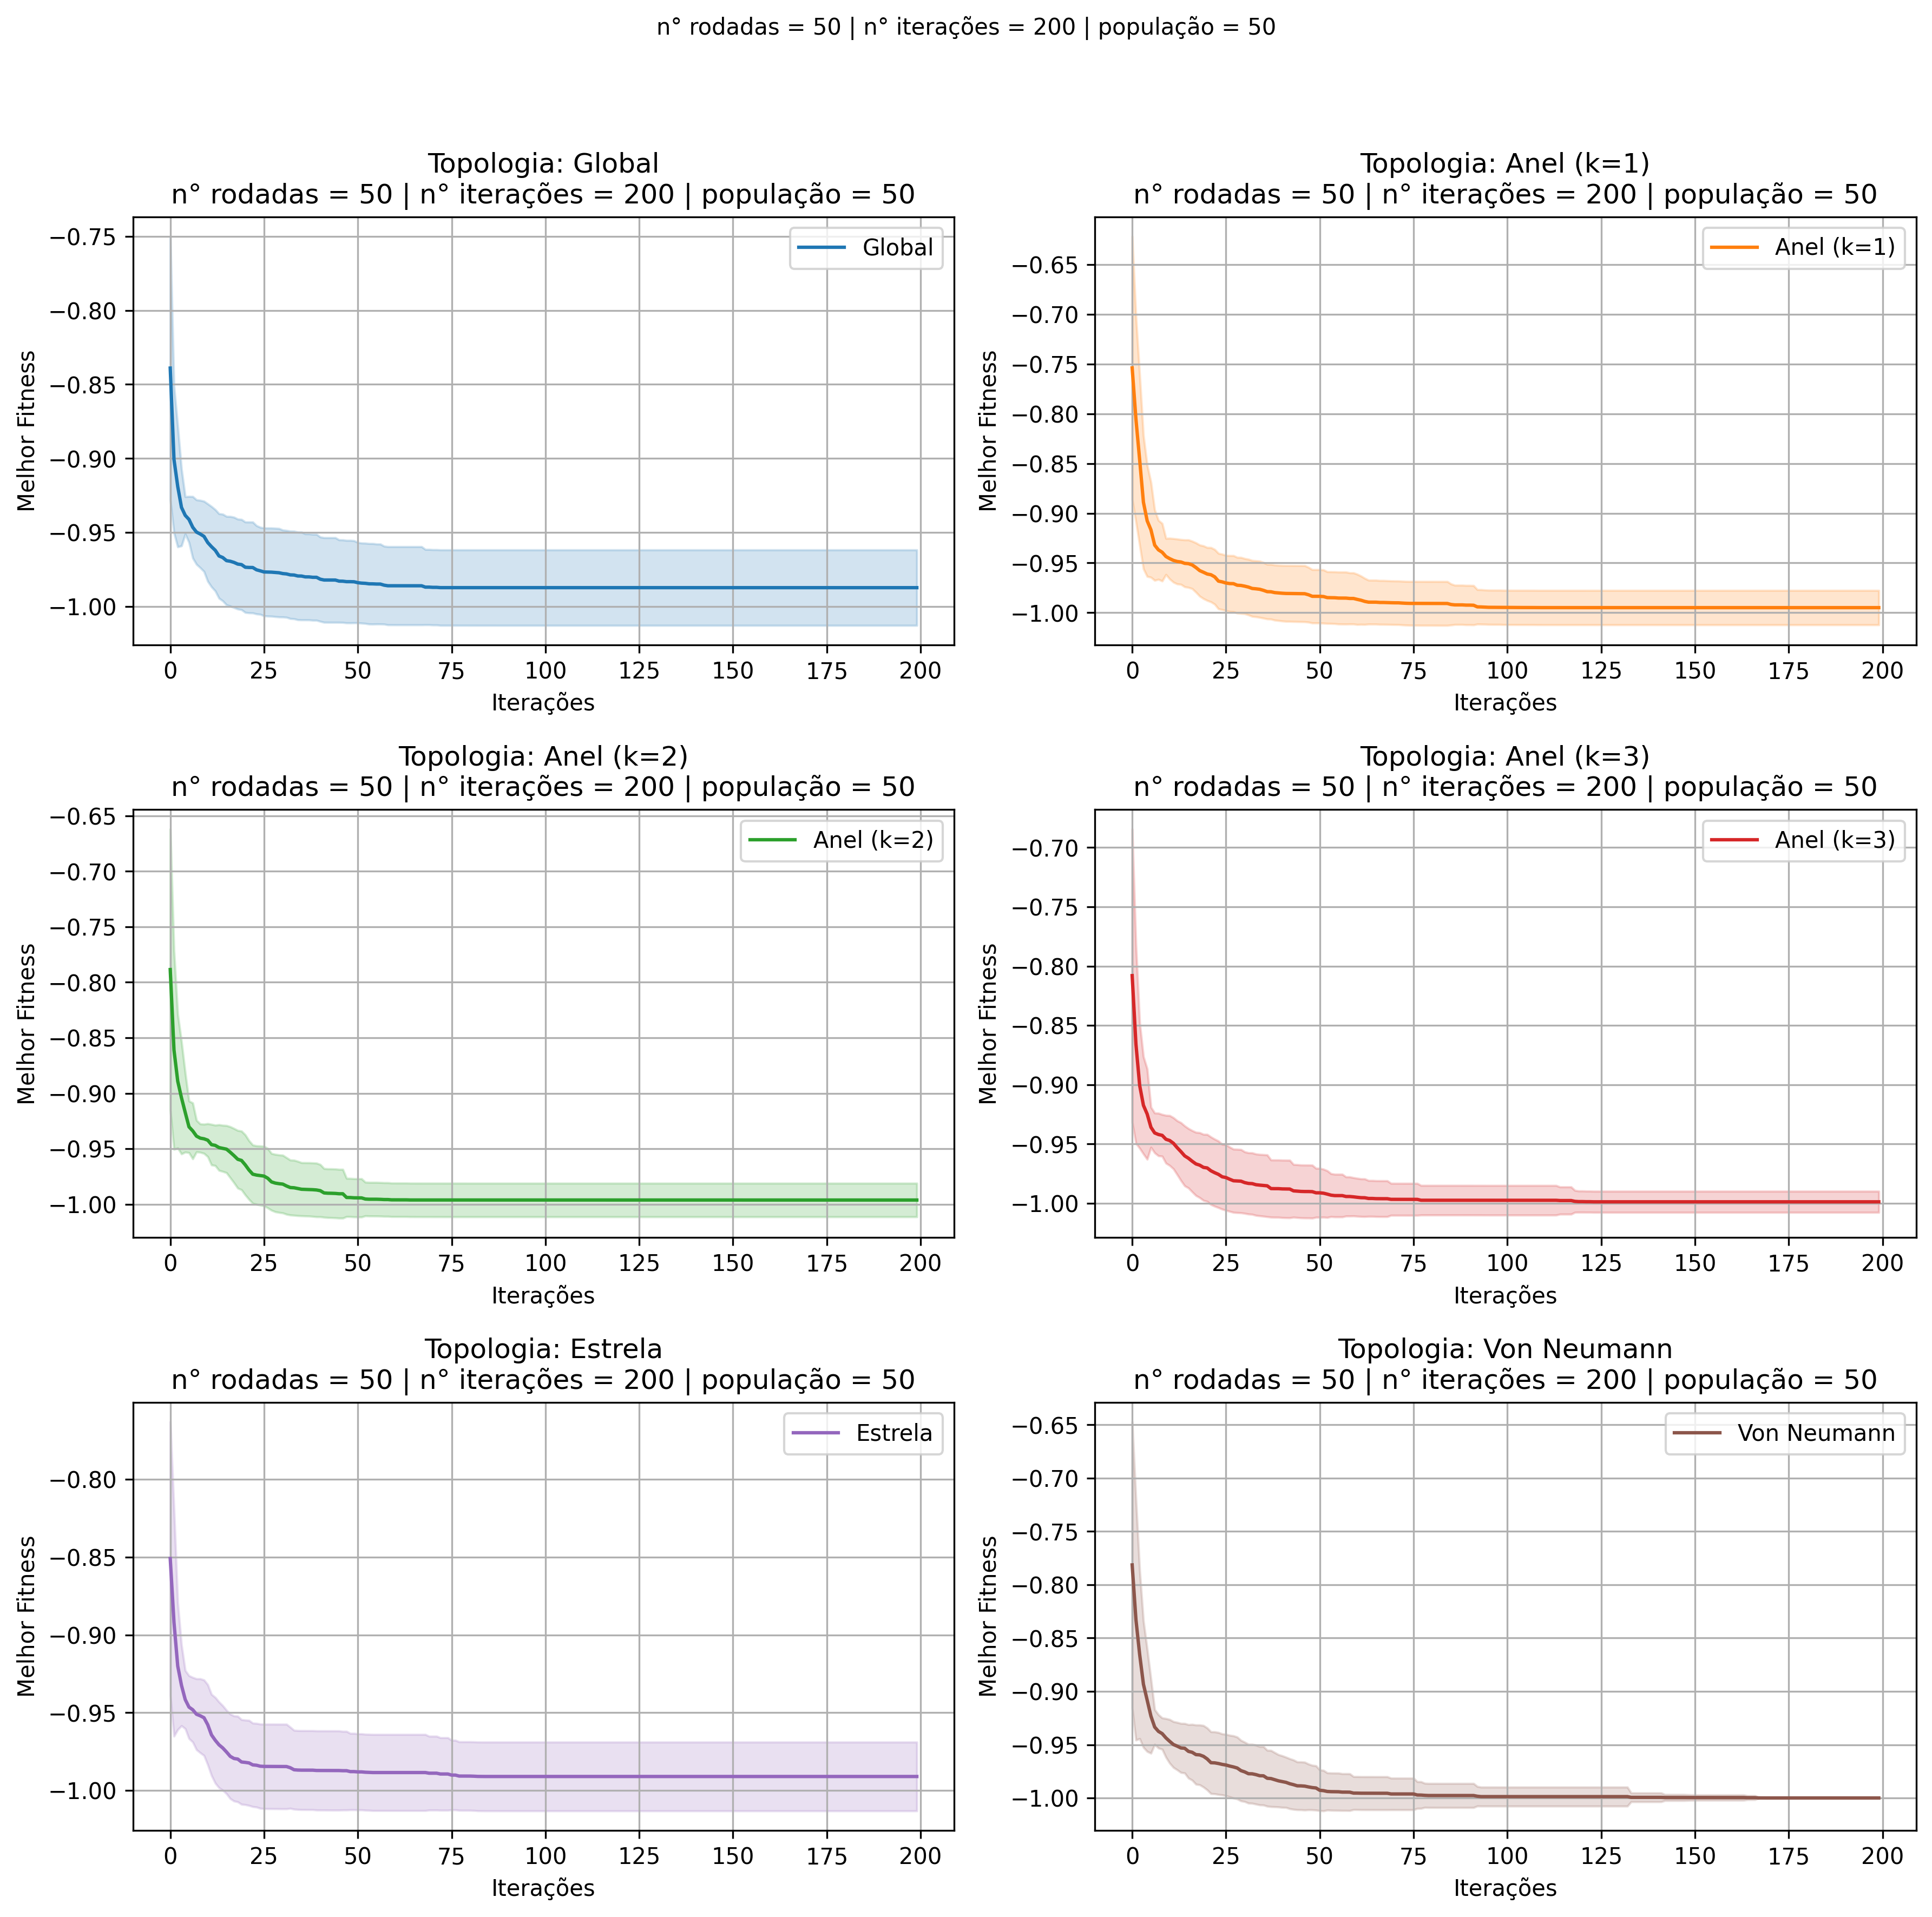 n° rodadas = 50 | n° iterações = 200 | população = 50
Topologia: Global
n° rodadas = 50 | n° iterações = 200 | população = 50
Melhor Fitness
−0.75
−0.80
−0.85
−0.90
−0.95
−1.00
Global
0 25 50 75 100 125 150 175 200
Iterações
Topologia: Anel (k=1)
n° rodadas = 50 | n° iterações = 200 | população = 50
Melhor Fitness
−0.65
−0.70
−0.75
−0.80
−0.85
−0.90
−0.95
−1.00
Anel (k=1)
0 25 50 75 100 125 150 175 200
Iterações
Topologia: Anel (k=2)
n° rodadas = 50 | n° iterações = 200 | população = 50
Melhor Fitness
−0.65
−0.70
−0.75
−0.80
−0.85
−0.90
−0.95
−1.00
Anel (k=2)
0 25 50 75 100 125 150 175 200
Iterações
Topologia: Anel (k=3)
n° rodadas = 50 | n° iterações = 200 | população = 50
Melhor Fitness
−0.70
−0.75
−0.80
−0.85
−0.90
−0.95
−1.00
Anel (k=3)
0 25 50 75 100 125 150 175 200
Iterações
Topologia: Estrela
n° rodadas = 50 | n° iterações = 200 | população = 50
Melhor Fitness
−0.80
−0.85
−0.90
−0.95
−1.00
Estrela
0 25 50 75 100 125 150 175 200
Iterações
Topologia: Von Neumann
n° rodadas = 50 | n° iterações = 200 | população = 50
Melhor Fitness
−0.65
−0.70
−0.75
−0.80
−0.85
−0.90
−0.95
−1.00
Von Neumann
0 25 50 75 100 125 150 175 200
Iterações